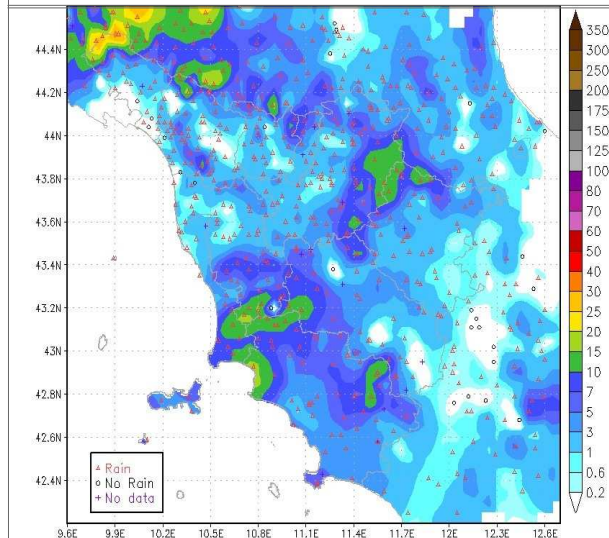 44.4N
44.2N
44N
43.8N
43.6N
43.4N
43.2N
43N
42.8N
42.6N
42.4N
Rain
No Rain
No data
9.6E
9.9E
10.2E
10.5E
10.8E
11.1E
11.4E
11.7E
12E
12.3E
12.6E
350
300
250
200
175
150
125
100
80
70
60
50
40
30
25
20
15
10
7
5
3
1
0.6
0.2